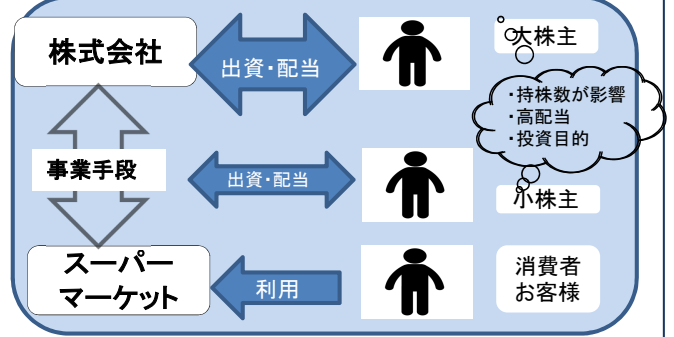 株式会社
出資・配当
大株主
・持株数が影響
・高配当
・投資目的
事業手段
出資・配当
小株主
スーパー
マーケット
利用
消費者
お客様